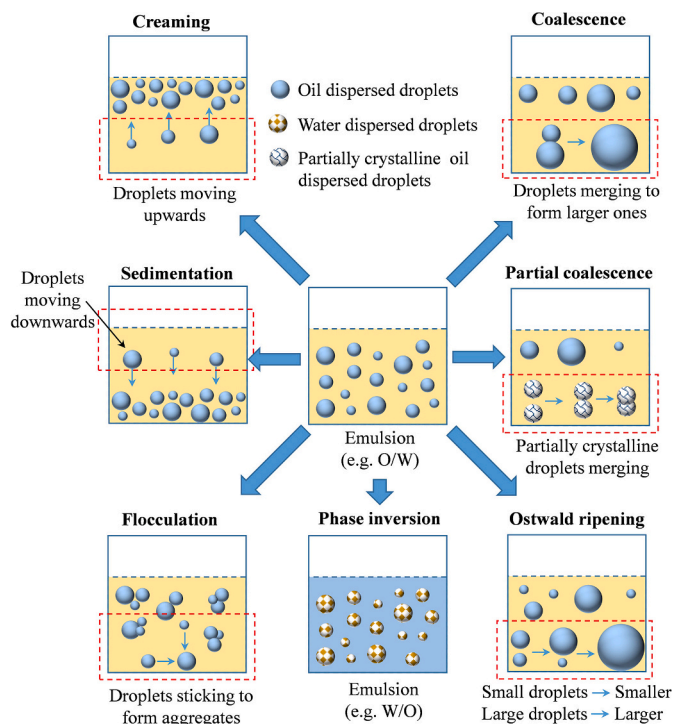 Creaming
Coalescence
Oil dispersed droplets
Water dispersed droplets
Partially crystalline oil
dispersed droplets
Droplets moving
upwards
Droplets merging to
form larger ones
Sedimentation
Partial coalescence
Droplets
moving
downwards
Emulsion
(e.g. O/W)
Partially crystalline
droplets merging
Flocculation
Phase inversion
Ostwald ripening
Droplets sticking to
form aggregates
Emulsion
(e.g. W/O)
Small droplets → Smaller
Large droplets → Larger